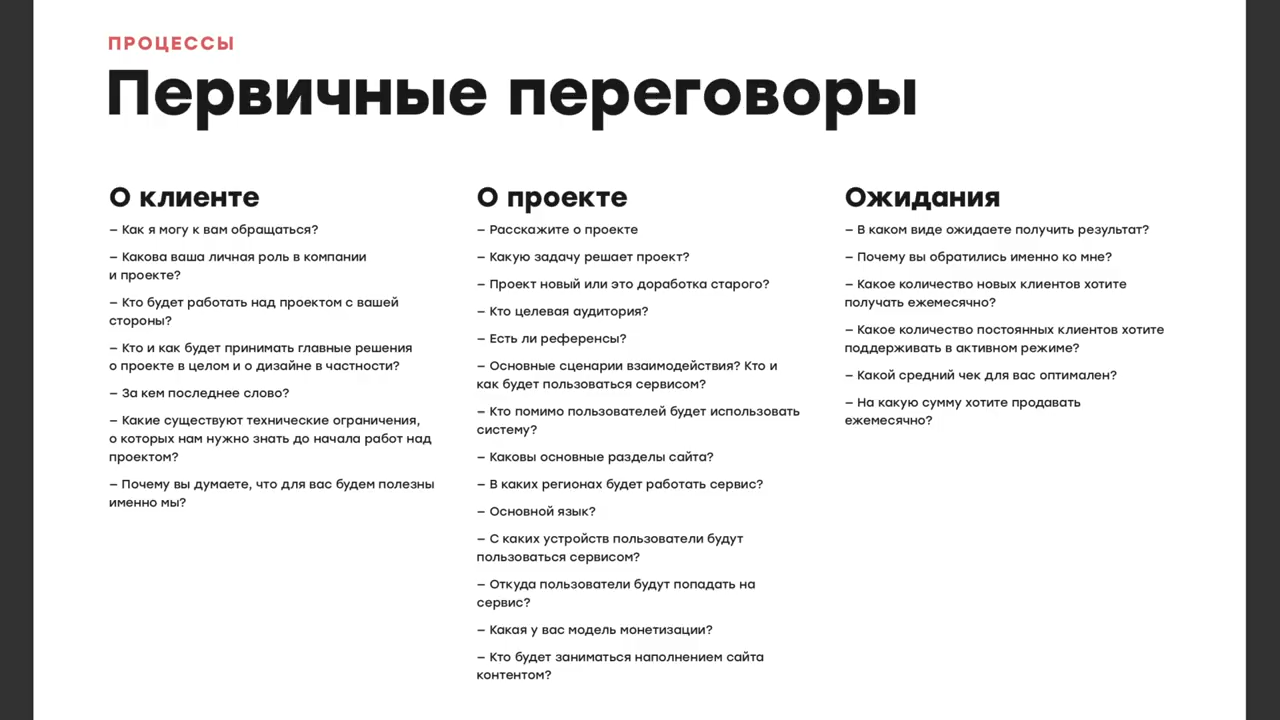 ПРОЦЕССЫ
Первичные переговоры
О клиенте
– Как я могу к вам обращаться?
– Какова ваша личная роль в компании
и проекте?
– Кто будет работать над проектом с вашей
стороны?
– Кто и как будет принимать главные решения
о проекте в целом и о дизайне в частности?
– За кем последнее слово?
– Какие существуют технические ограничения,
о которых нам нужно знать до начала работ над
проектом?
– Почему вы думаете, что для вас будем полезны
именно мы?
О проекте
– Расскажите о проекте
– Какую задачу решает проект?
– Проект новый или это доработка старого?
– Кто целевая аудитория?
– Есть ли референсы?
– Основные сценарии взаимодействия? Кто и
как будет пользоваться сервисом?
– Кто помимо пользователей будет использовать
систему?
– Каковы основные разделы сайта?
– В каких регионах будет работать сервис?
– Основной язык?
– С каких устройств пользователи будут
пользоваться сервисом?
– Откуда пользователи будут попадать на
сервис?
– Какая у вас модель монетизации?
– Кто будет заниматься наполнением сайта
контентом?
Ожидания
– В каком виде ожидаете получить результат?
– Почему вы обратились именно ко мне?
– Какое количество новых клиентов хотите
получать ежемесячно?
– Какое количество постоянных клиентов хотите
поддерживать в активном режиме?
– Какой средний чек для вас оптимален?
– На какую сумму хотите продавать
ежемесячно?